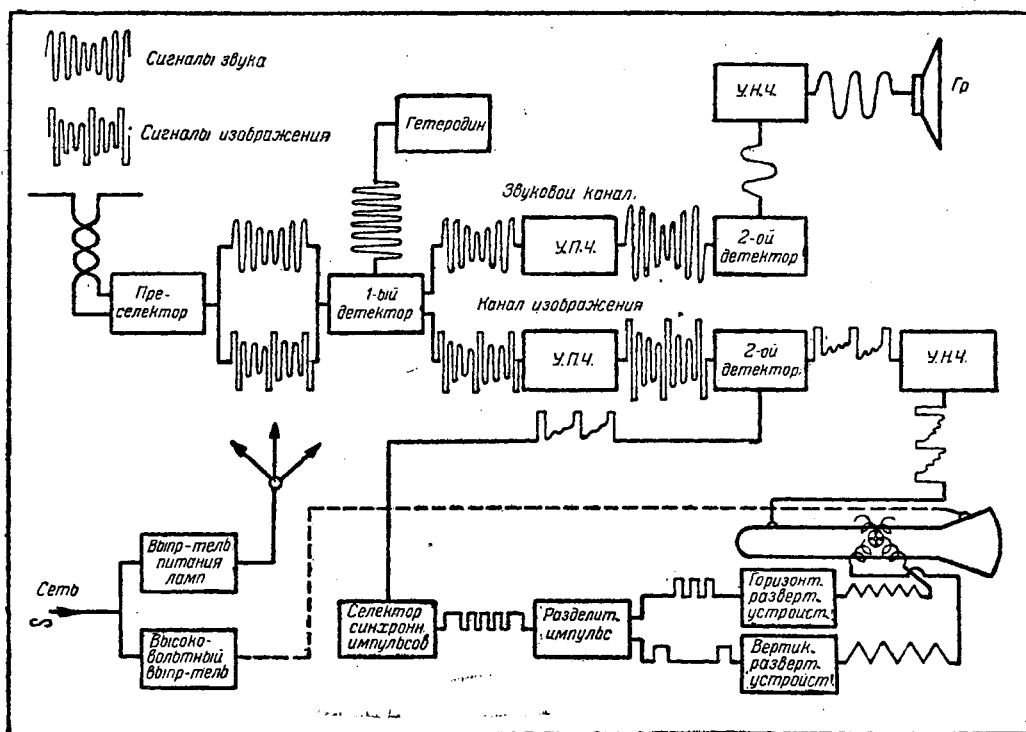 Сигналы звука
Сигналы изображения
Гетеродин
У.Н.Ч.
Гр
Звуковой канал.
Пре-
селектор
1-ый
детектор
У.П.Ч.
2-ой
детектор
Канал изображения
У.П.Ч.
2-ой
детектор.
У.Н.Ч.
Выпр-тель
питания
ламп
Сеть
Высоко-
вольтный
выпр-тель
Селектор
синхронн.
импульсов
Разделит.
импульс
Горизонт.
разверт.
устройст.
Вертик.
разверт.
устройст.